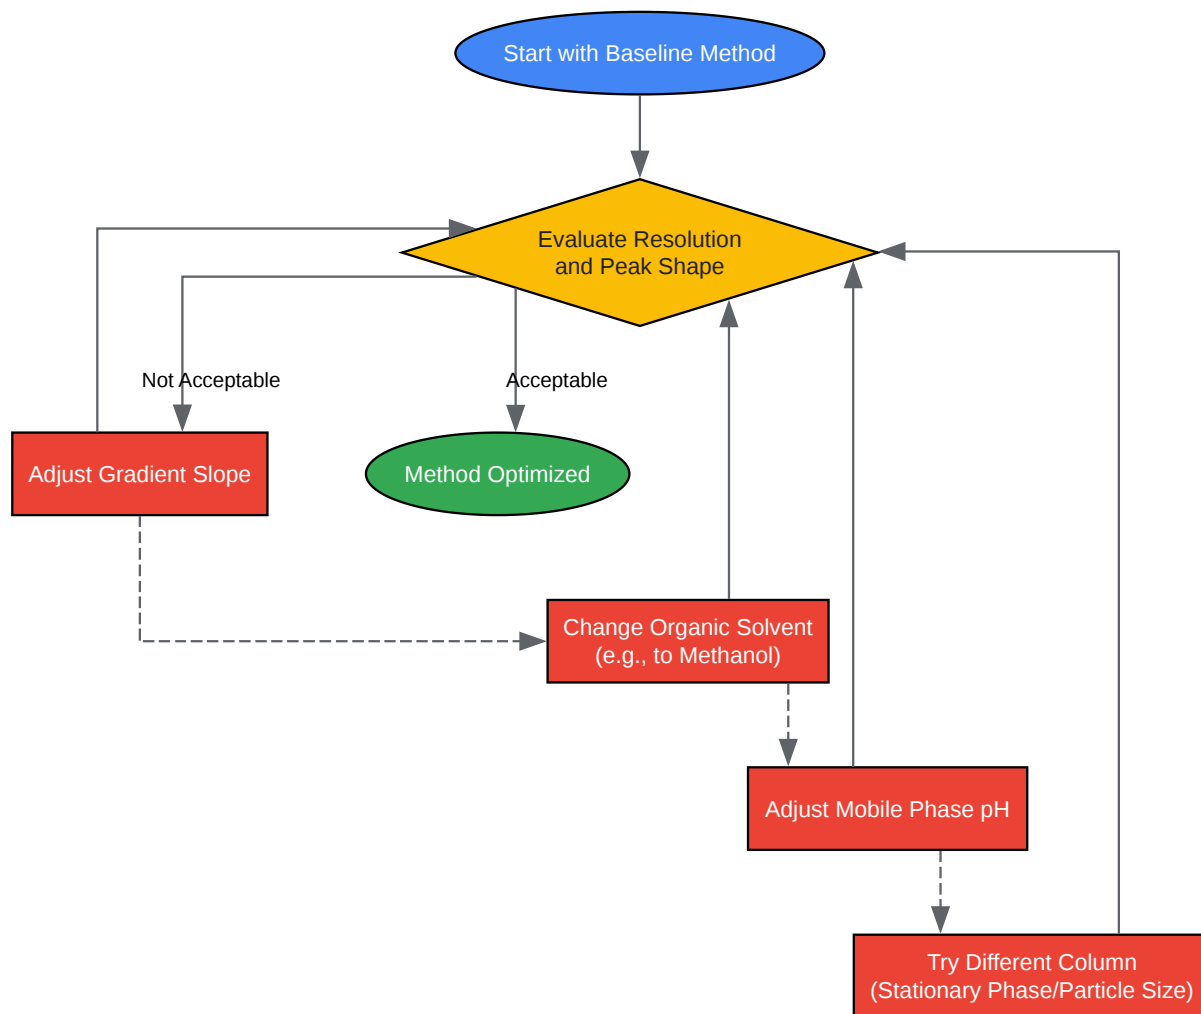 Start with Baseline Method
Evaluate Resolution
and Peak Shape
Not Acceptable
Acceptable
Adjust Gradient Slope
Method Optimized
Change Organic Solvent
(e.g., to Methanol)
Adjust Mobile Phase pH
Try Different Column
(Stationary Phase/Particle Size)